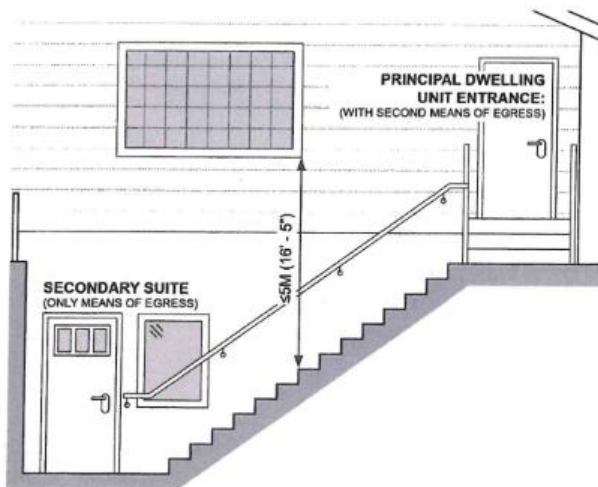 PRINCIPAL DWELLING
UNIT ENTRANCE:
(WITH SECOND MEANS OF EGRESS)
≤5M (16' - 5")
SECONDARY SUITE
(ONLY MEANS OF EGRESS)